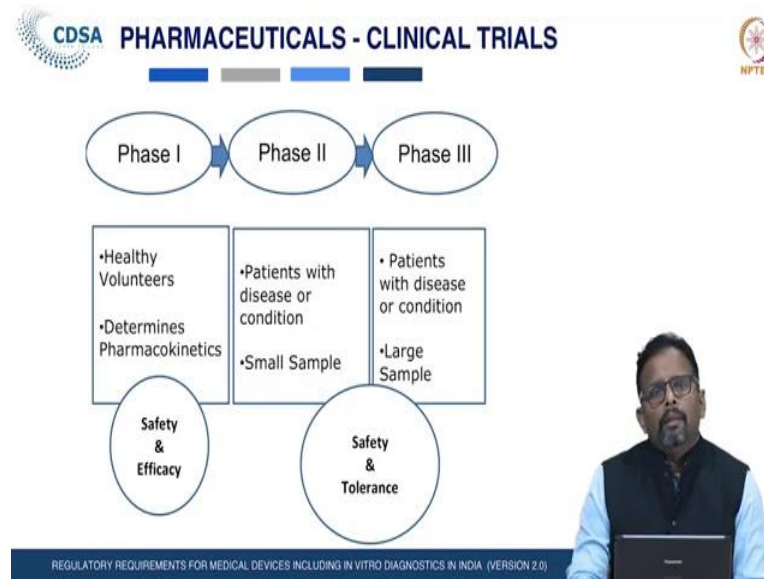 CDSA
PHARMACEUTICALS - CLINICAL TRIALS
NPTEL
Phase I
Phase II
Phase III
•Healthy
Volunteers
•Determines
Pharmacokinetics
•Patients with
disease or
condition
•Small Sample
• Patients
with disease
or condition
•Large
Sample
Safety
&
Efficacy
Safety
&
Tolerance
REGULATORY REQUIREMENTS FOR MEDICAL DEVICES INCLUDING IN VITRO DIAGNOSTICS IN INDIA (VERSION 2.0)